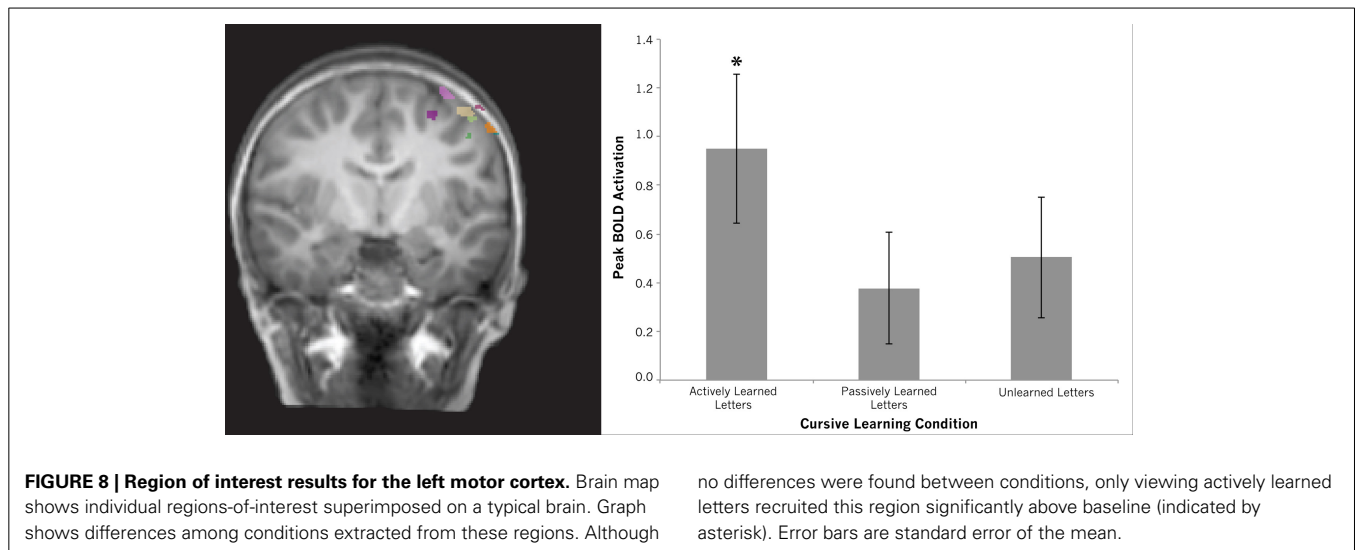 1.4
*
1.2
1.0
0.8
0.6
0.4
0.2
0.0
Peak BOLD Activation
Actively Learned
Letters
Passively Learned
Letters
Unlearned Letters
Cursive Learning Condition
FIGURE 8 | Region of interest results for the left motor cortex. Brain map
shows individual regions-of-interest superimposed on a typical brain. Graph
shows differences among conditions extracted from these regions. Although
no differences were found between conditions, only viewing actively learned
letters recruited this region significantly above baseline (indicated by
asterisk). Error bars are standard error of the mean.